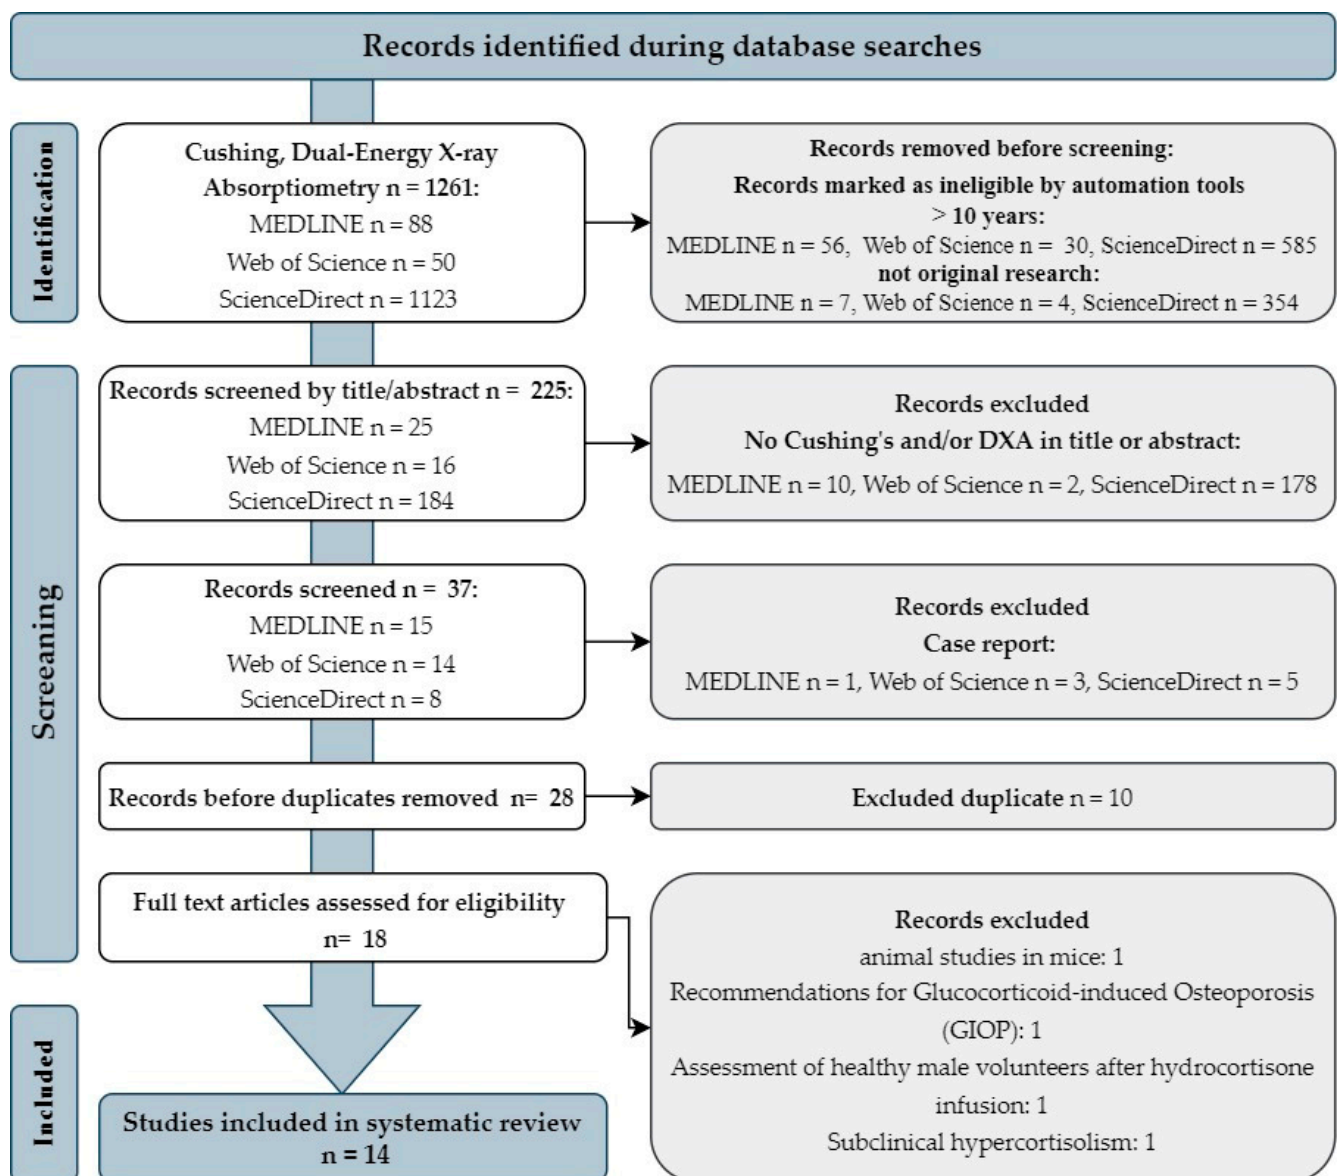 Records identified during database searches
Identification
Cushing, Dual-Energy X-ray
Absorptiometry n = 1261:
MEDLINE n = 88
Web of Science n = 50
ScienceDirect n = 1123
Records removed before screening:
Records marked as ineligible by automation tools
> 10 years:
MEDLINE n = 56, Web of Science n = 30, ScienceDirect n = 585
not original research:
MEDLINE n = 7, Web of Science n = 4, ScienceDirect n = 354
Screeaning
Records screened by title/abstract n = 225:
MEDLINE n = 25
Web of Science n = 16
ScienceDirect n = 184
Records excluded
No Cushing's and/or DXA in title or abstract:
MEDLINE n = 10, Web of Science n = 2, ScienceDirect n = 178
Records screened n = 37:
MEDLINE n = 15
Web of Science n = 14
ScienceDirect n = 8
Records excluded
Case report:
MEDLINE n = 1, Web of Science n = 3, ScienceDirect n = 5
Records before duplicates removed n= 28
Excluded duplicate n = 10
Full text articles assessed for eligibility
n= 18
Records excluded
animal studies in mice: 1
Recommendations for Glucocorticoid-induced Osteoporosis
(GIOP): 1
Assessment of healthy male volunteers after hydrocortisone
infusion: 1
Subclinical hypercortisolism: 1
Included
Studies included in systematic review
n = 14